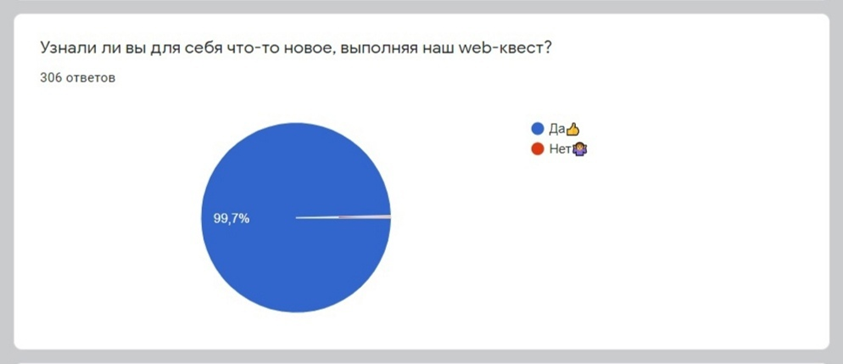 Узнали ли вы для себя что-то новое, выполняя наш web-квест?
306 ответов
Да👍
Нет🤷🏽‍♀️
99,7%